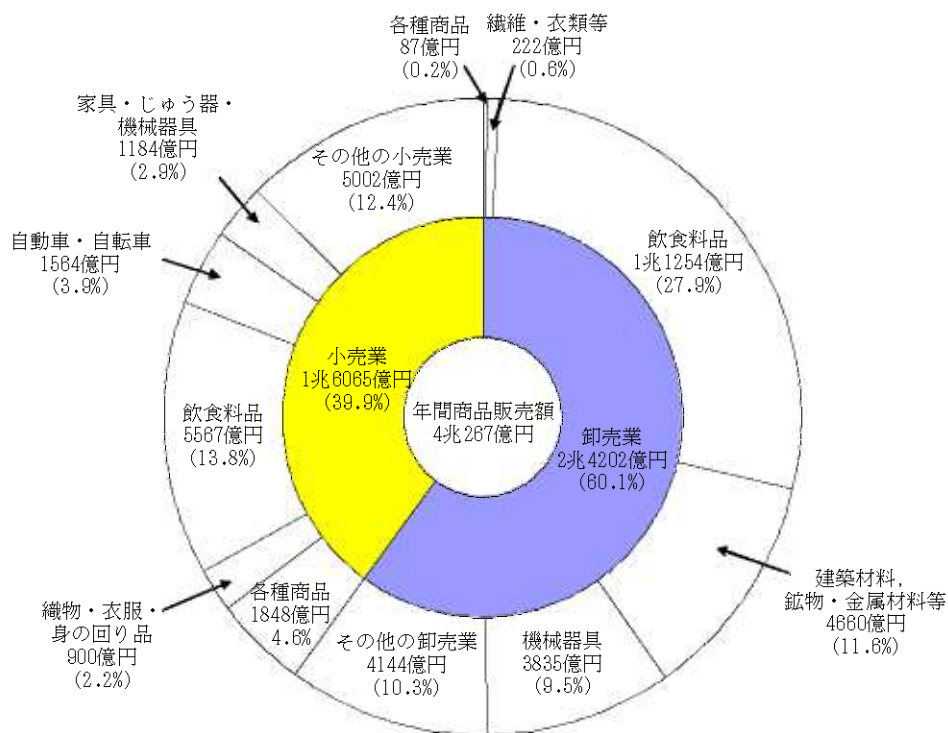 各種商品
87億円
(0.2%)
繊維・衣類等
222億円
(0.6%)
家具・じゅう器・
機械器具
1184億円
(2.9%)
その他の小売業
5002億円
(12.4%)
自動車・自転車
1564億円
(3.9%)
飲食料品
1兆1254億円
(27.9%)
小売業
1兆6065億円
(39.9%)
年間商品販売額
4兆267億円
卸売業
2兆4202億円
(60.1%)
飲食料品
5567億円
(13.8%)
建築材料,
鉱物・金属材料等
4660億円
(11.6%)
織物・衣服・
身の回り品
900億円
(2.2%)
各種商品
1848億円
4.6%
その他の卸売業
4144億円
(10.3%)
機械器具
3835億円
(9.5%)